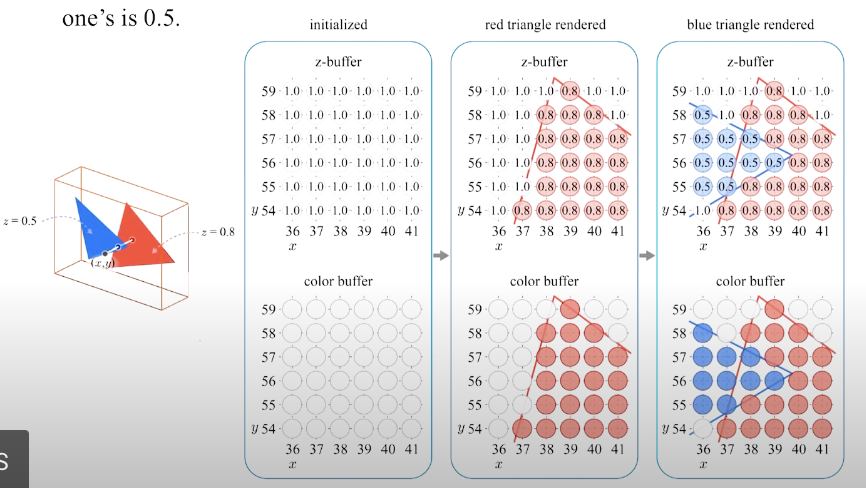 one's is 0.5.
initialized
red triangle rendered
blue triangle rendered
z-buffer
59 1.0 1.0 1.0 1.0 1.0 1.0
58 1.0 1.0 1.0 1.0 1.0 1.0
57 1.0 1.0 1.0 1.0 1.0 1.0
56 1.0 1.0 1.0 1.0 1.0 1.0
55 1.0 1.0 1.0 1.0 1.0 1.0
y 54 1.0 1.0 1.0 1.0 1.0 1.0
36 37 38 39 40 41
x
z-buffer
59 1.0 1.0 1.0 0.8 1.0 1.0
58 1.0 1.0 0.8 0.8 0.8 1.0
57 1.0 1.0 0.8 0.8 0.8 0.8
56 1.0 1.0 0.8 0.8 0.8 0.8
55 1.0 1.0 0.8 0.8 0.8 0.8
y 54 1.0 0.8 0.8 0.8 0.8 0.8
36 37 38 39 40 41
x
z-buffer
59 1.0 1.0 1.0 0.8 1.0 1.0
58 0.5 1.0 0.8 0.8 0.8 1.0
57 0.5 0.5 0.5 0.8 0.8 0.8
56 0.5 0.5 0.5 0.5 0.8 0.8
55 0.5 0.5 0.8 0.8 0.8 0.8
y 54 1.0 0.8 0.8 0.8 0.8 0.8
36 37 38 39 40 41
x
z = 0.5
z = 0.8
(x,y)
color buffer
59
58
57
56
55
y 54
36 37 38 39 40 41
x
color buffer
59
58
57
56
55
y 54
36 37 38 39 40 41
x
color buffer
59
58
57
56
55
y 54
36 37 38 39 40 41
x
s